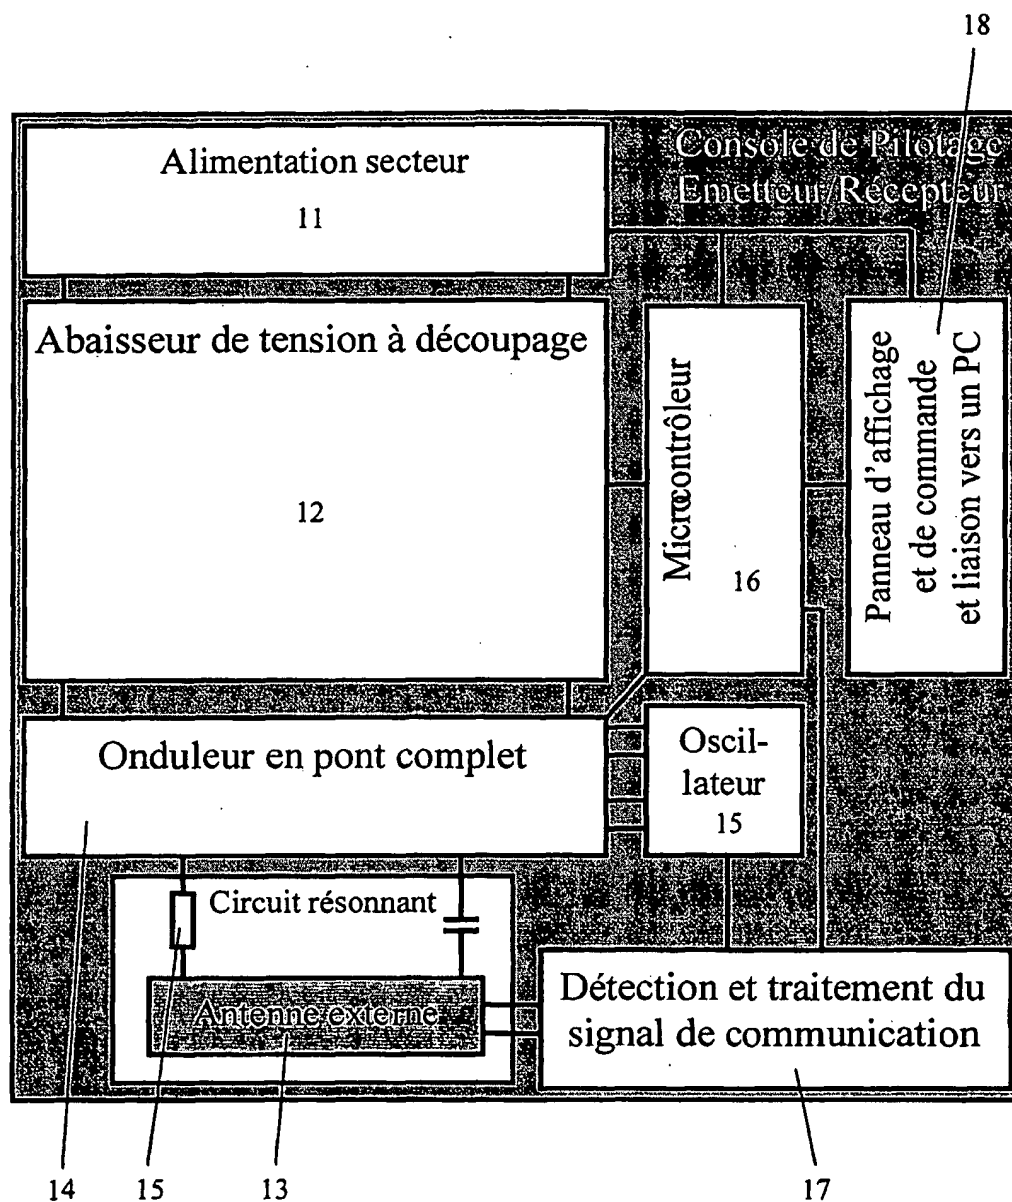 18
Alimentation secteur
11
Console de Pilotage
Emetteur/Récepteur
Abaisseur de tension à découpage
12
Microcontrôleur
16
Panneau d'affichage
et de commande
et liaison vers un PC
Onduleur en pont complet
Oscil-
lateur
15
Circuit résonnant
Antenne externe
Détection et traitement du
signal de communication
14
15
13
17